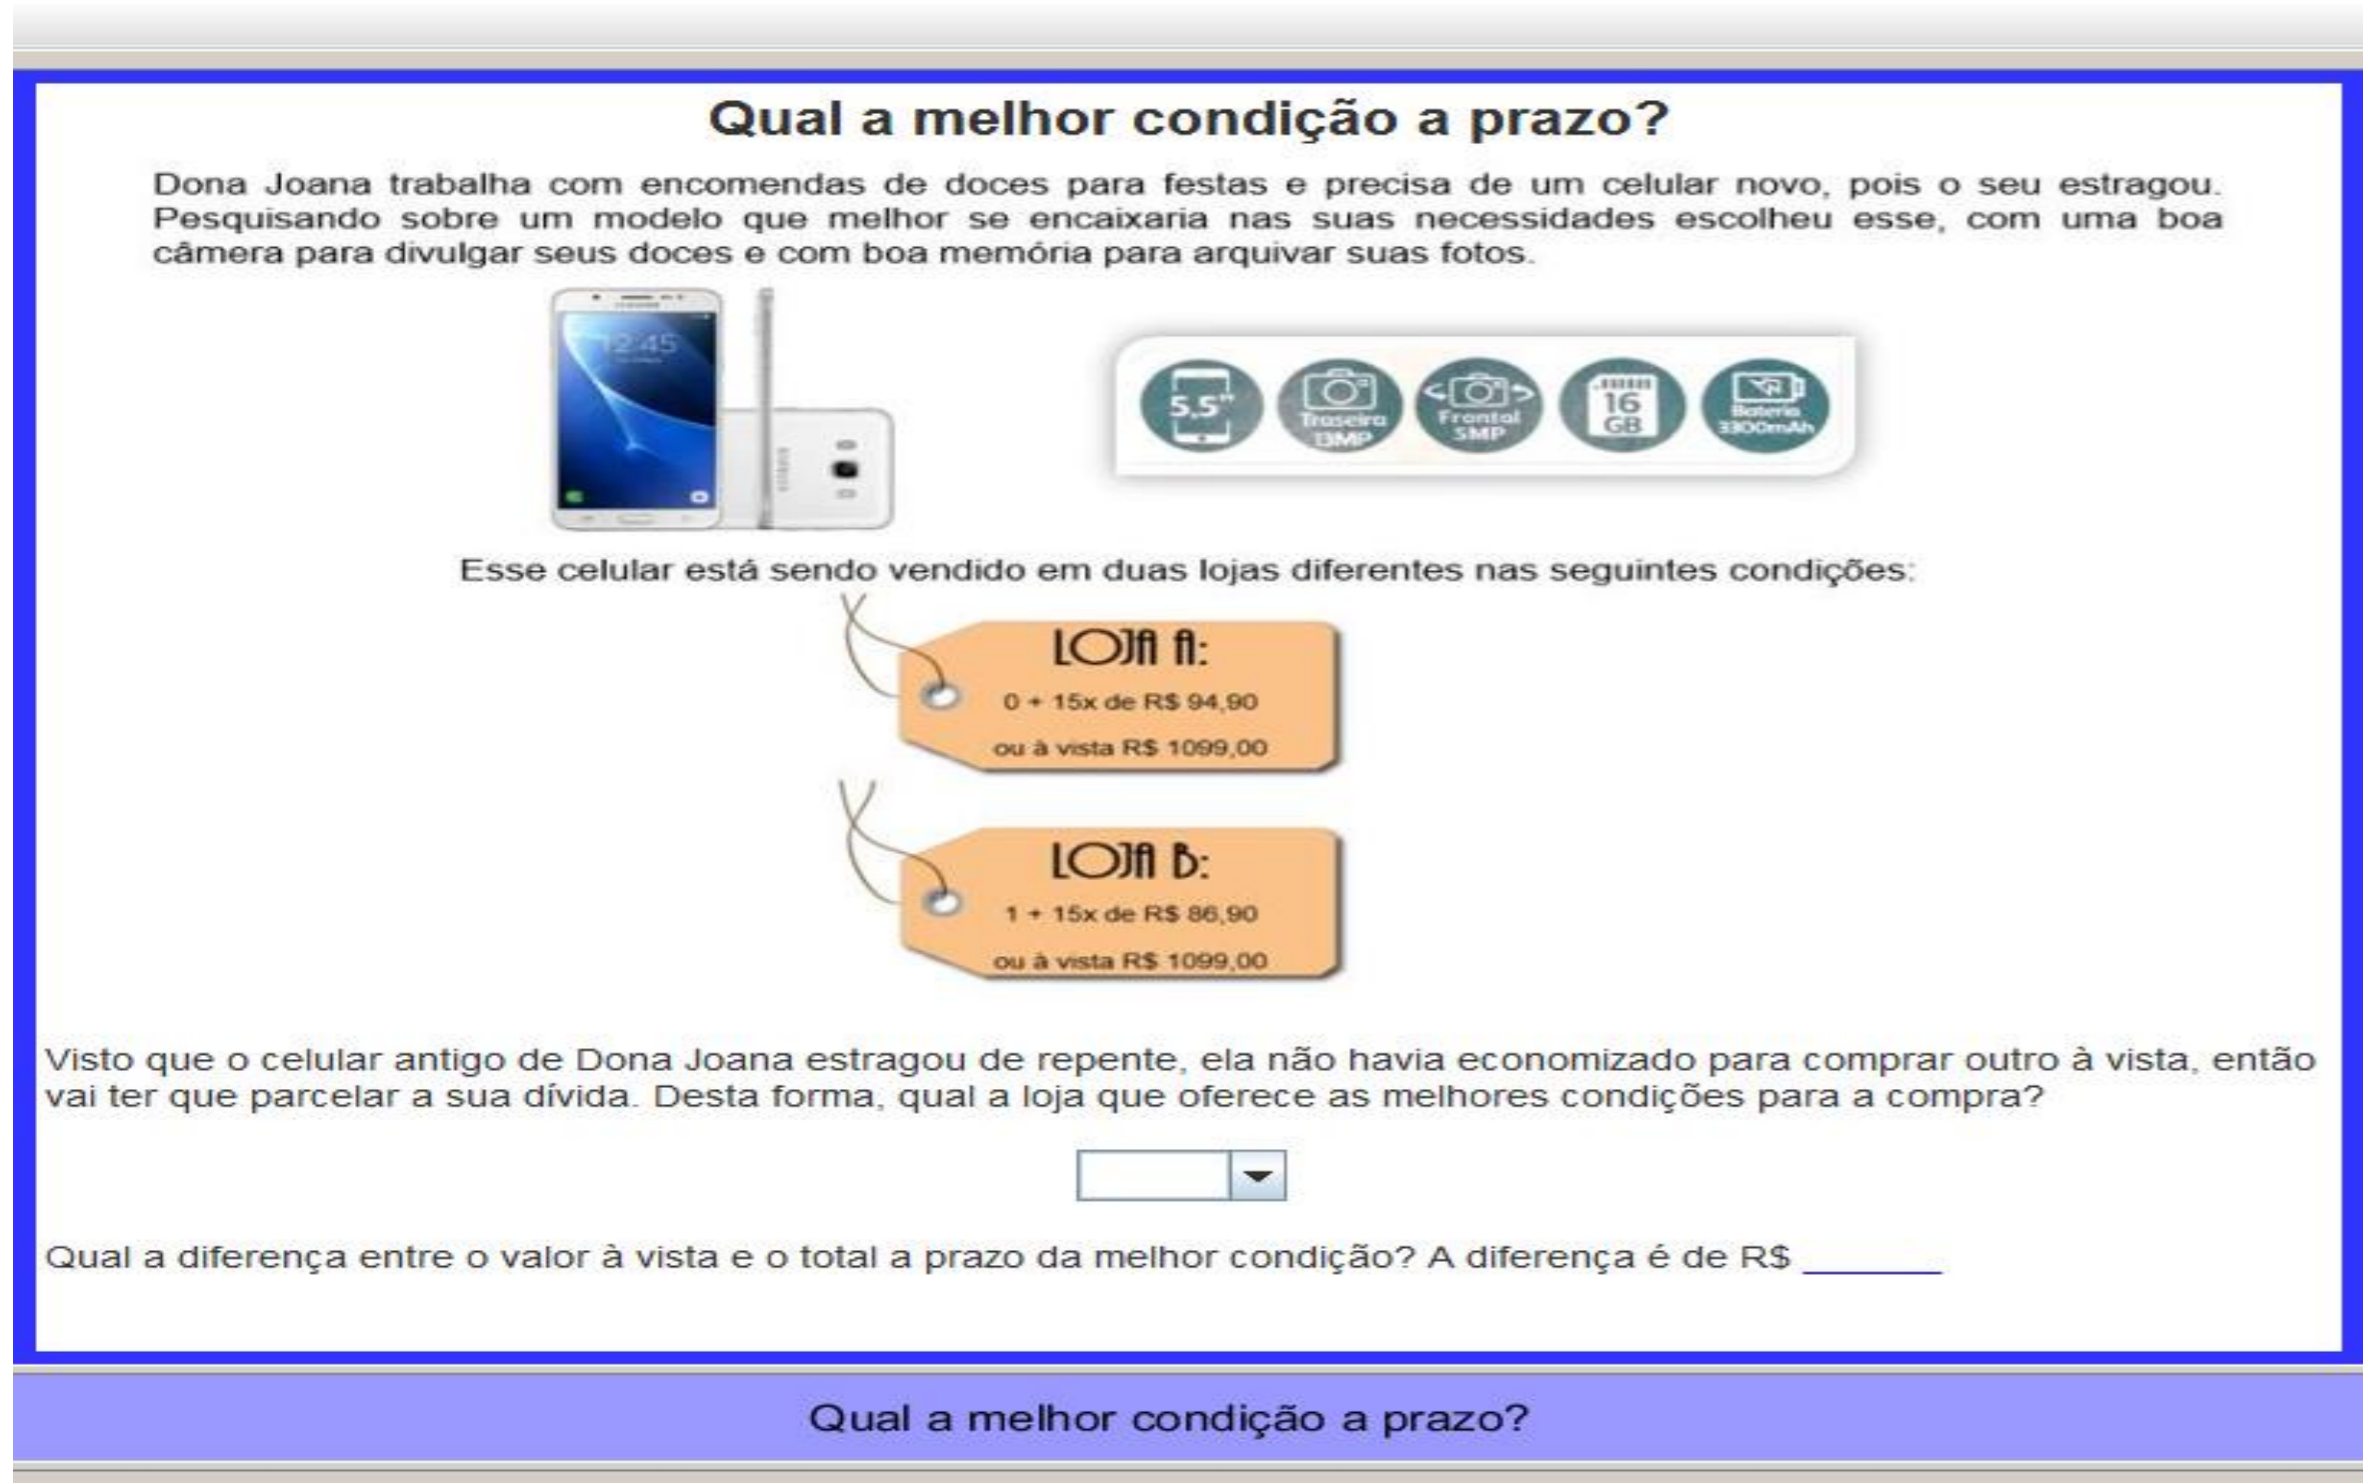 Qual a melhor condição a prazo?
Dona Joana trabalha com encomendas de doces para festas e precisa de um celular novo, pois o seu estragou.
Pesquisando sobre um modelo que melhor se encaixaria nas suas necessidades escolheu esse, com uma boa
câmera para divulgar seus doces e com boa memória para arquivar suas fotos.
12:45
5,5"
Traseira
13MP
Frontal
5MP
16
GB
Bateria
3300mAh
Esse celular está sendo vendido em duas lojas diferentes nas seguintes condições:
LOJA A:
0 + 15x de R$ 94,90
ou à vista R$ 1099,00
LOJA B:
1 + 15x de R$ 86,90
ou à vista R$ 1099,00
Visto que o celular antigo de Dona Joana estragou de repente, ela não havia economizado para comprar outro à vista, então
vai ter que parcelar a sua dívida. Desta forma, qual a loja que oferece as melhores condições para a compra?
Qual a diferença entre o valor à vista e o total a prazo da melhor condição? A diferença é de R$ ______
Qual a melhor condição a prazo?